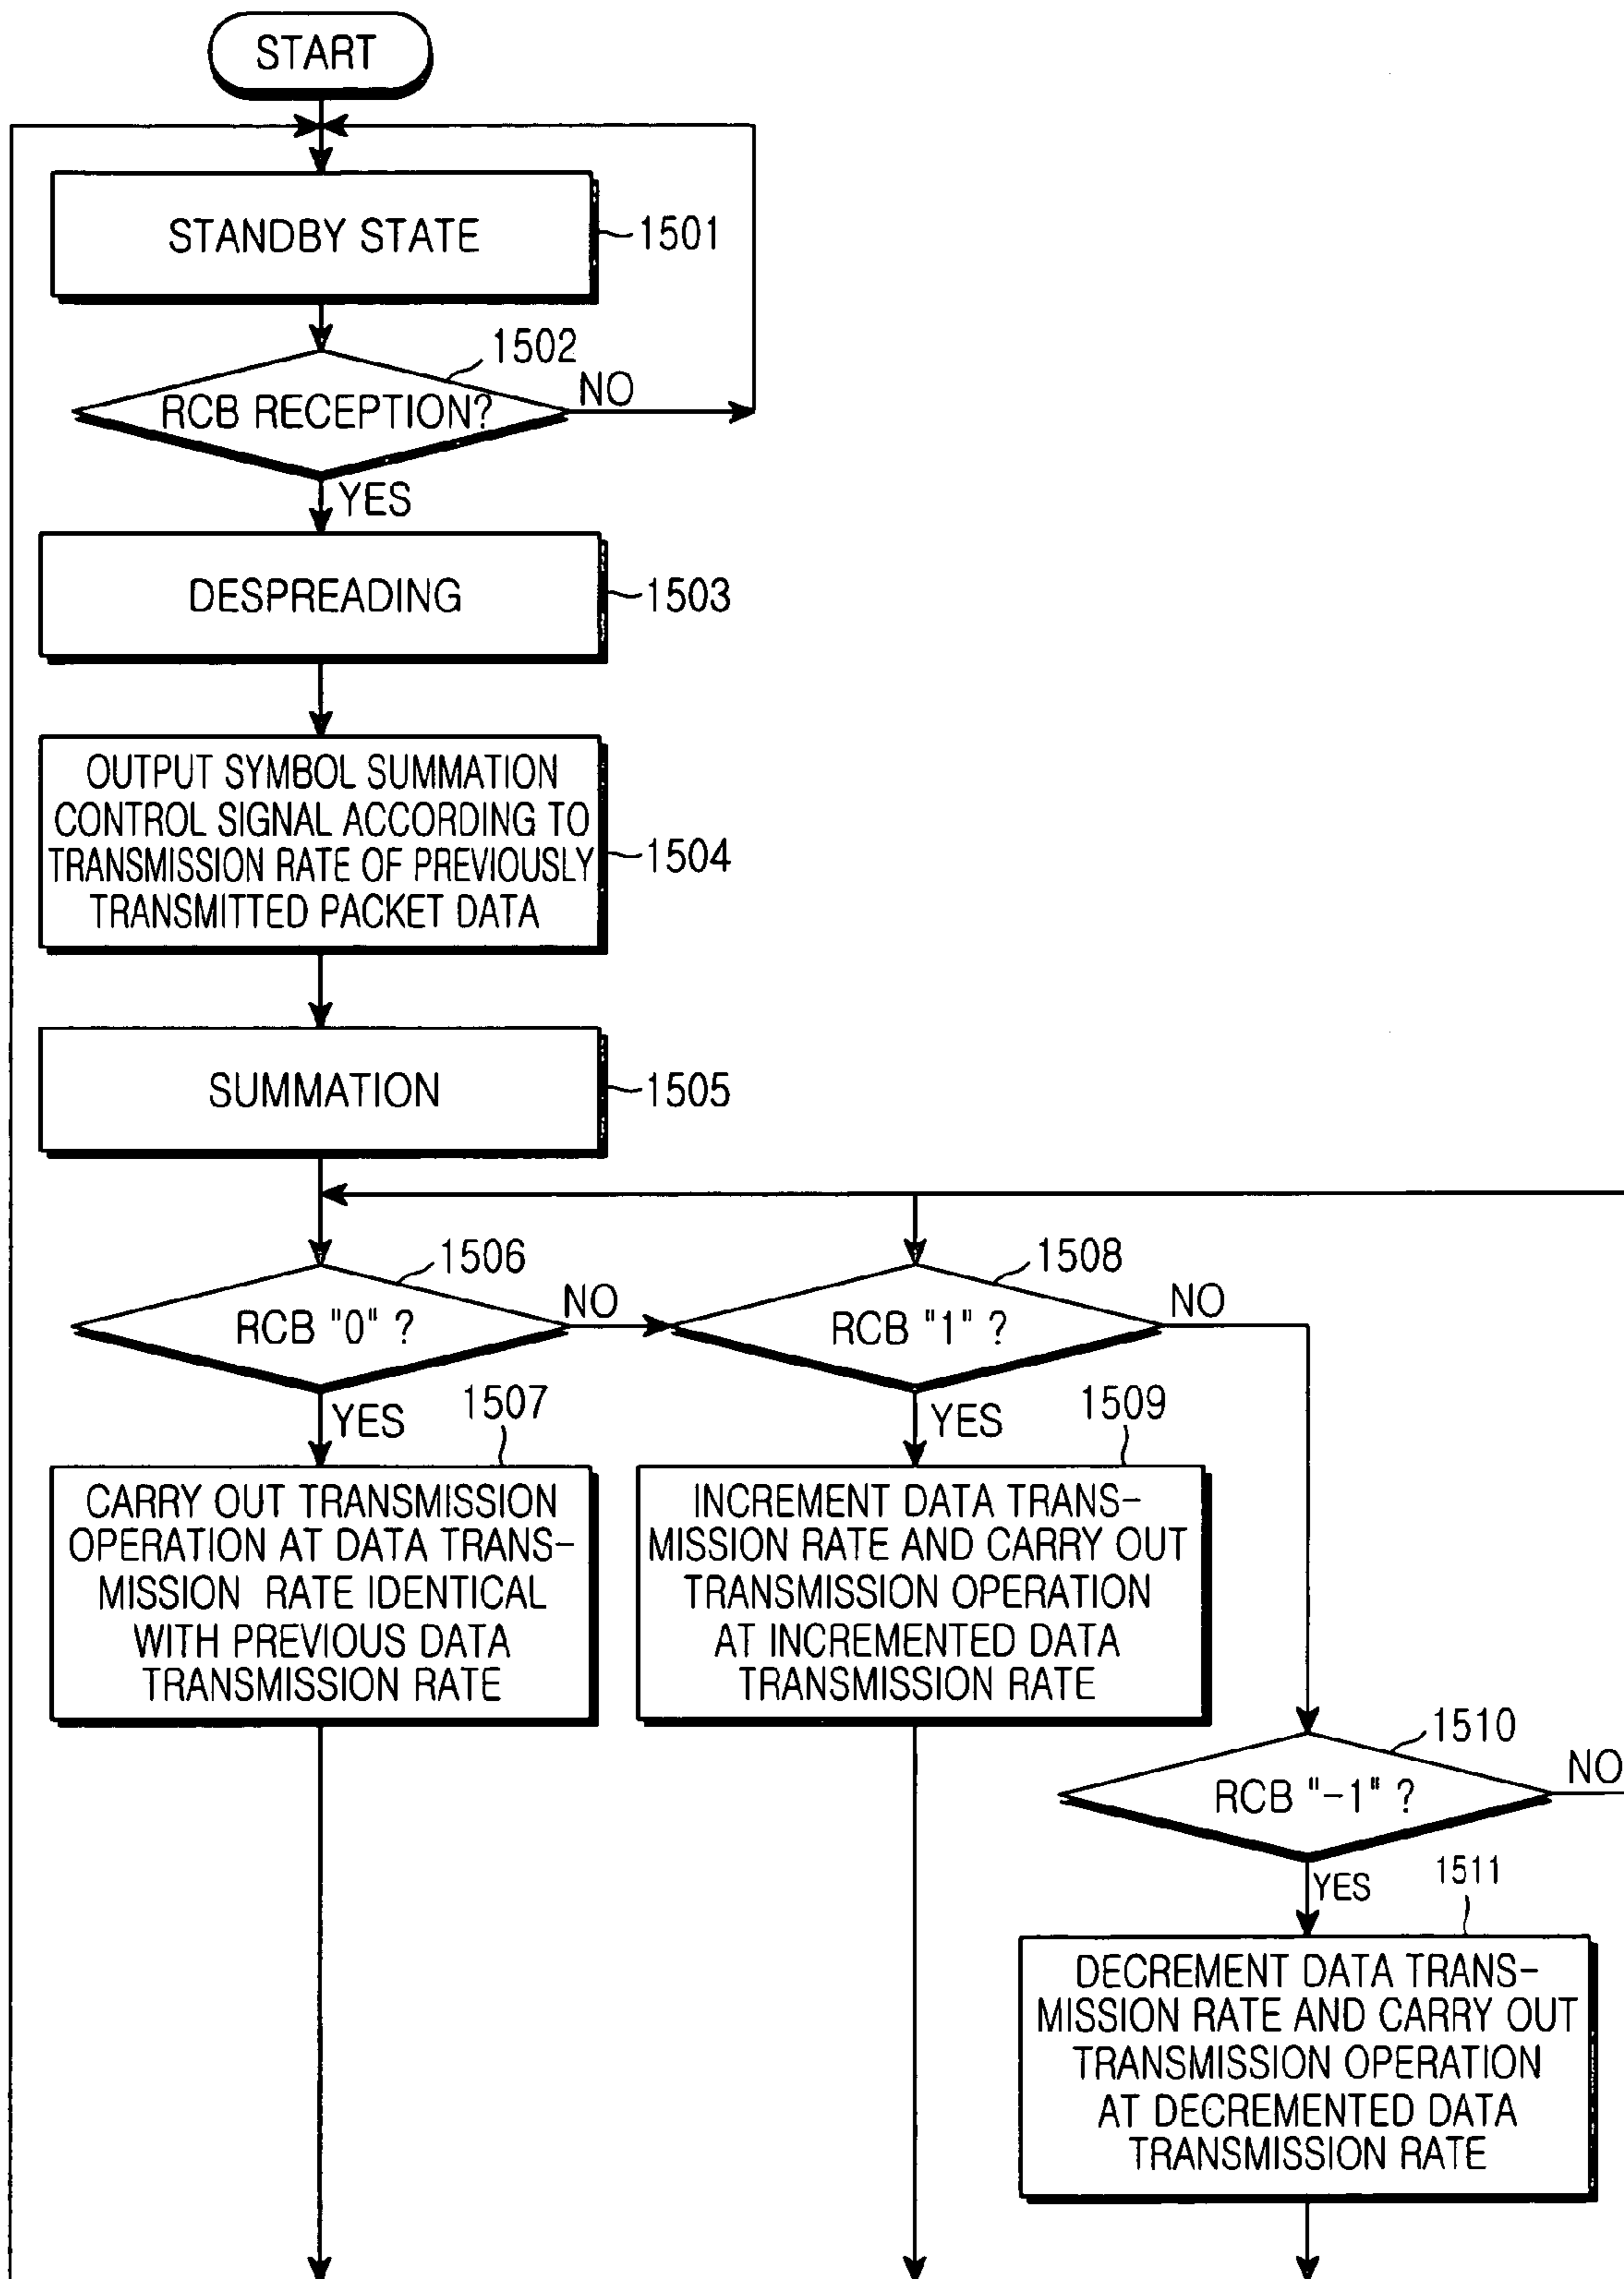 START
STANDBY STATE
1501
1502
RCB RECEPTION?
NO
YES
DESPREADING
1503
OUTPUT SYMBOL SUMMATION
CONTROL SIGNAL ACCORDING TO
TRANSMISSION RATE OF PREVIOUSLY
TRANSMITTED PACKET DATA
1504
SUMMATION
1505
1506
RCB "0" ?
NO
YES
1507
CARRY OUT TRANSMISSION
OPERATION AT DATA TRANS-
MISSION RATE IDENTICAL
WITH PREVIOUS DATA
TRANSMISSION RATE
1508
RCB "1" ?
NO
YES
1509
INCREMENT DATA TRANS-
MISSION RATE AND CARRY OUT
TRANSMISSION OPERATION
AT INCREMENTED DATA
TRANSMISSION RATE
1510
RCB "-1" ?
NO
YES
1511
DECREMENT DATA TRANS-
MISSION RATE AND CARRY OUT
TRANSMISSION OPERATION
AT DECREMENTED DATA
TRANSMISSION RATE